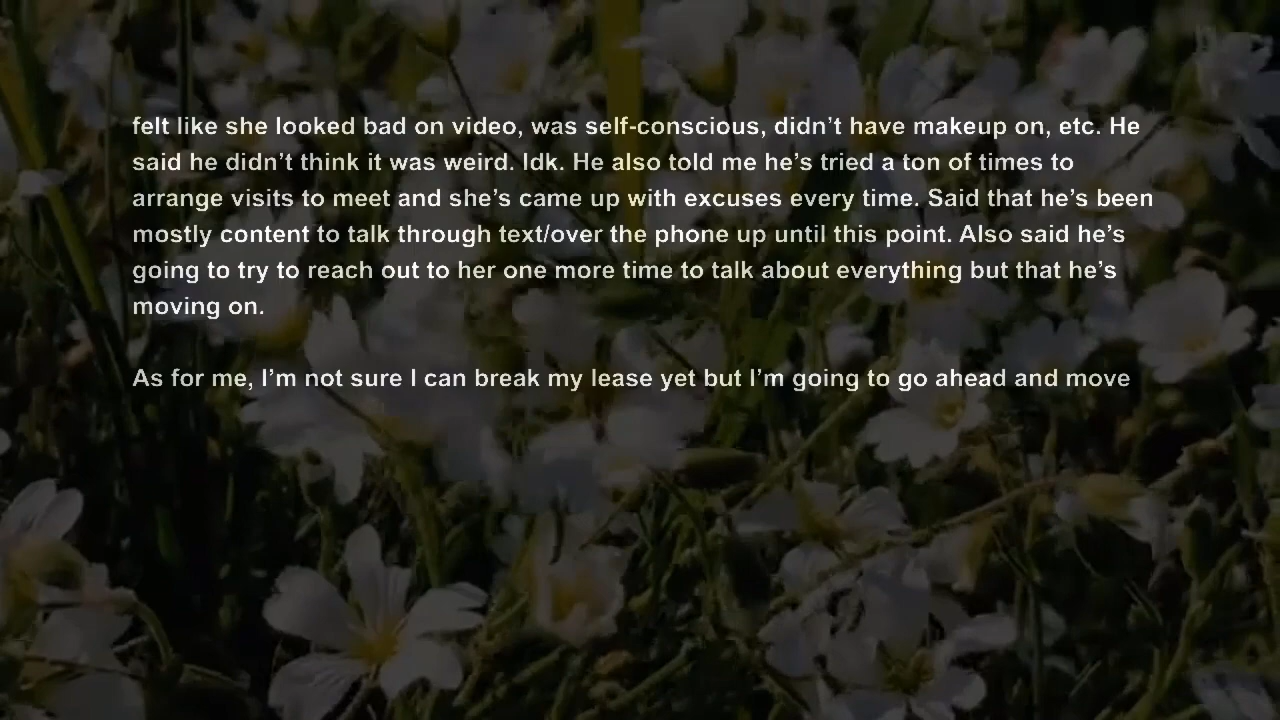 felt like she looked bad on video, was self-conscious, didn’t have makeup on, etc. He
said he didn’t think it was weird. Idk. He also told me he’s tried a ton of times to
arrange visits to meet and she’s came up with excuses every time. Said that he’s been
mostly content to talk through text/over the phone up until this point. Also said he’s
going to try to reach out to her one more time to talk about everything but that he’s
moving on.
As for me, I’m not sure I can break my lease yet but I’m going to go ahead and move